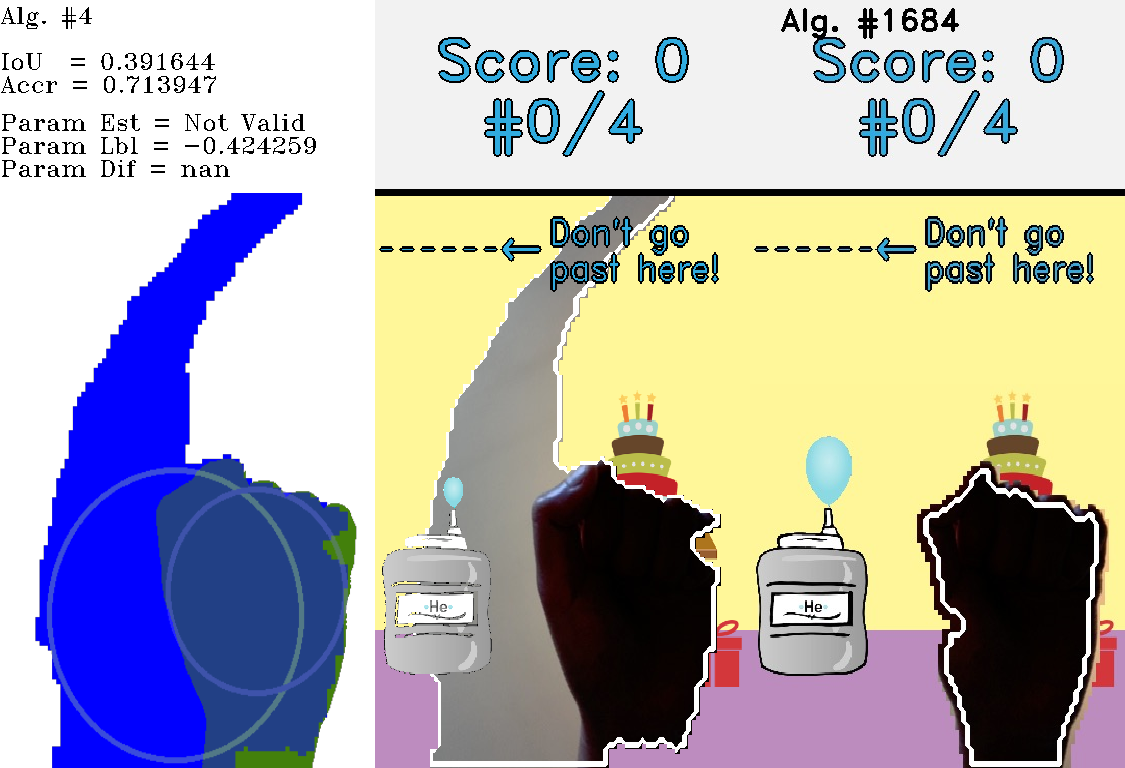 Alg. #4
IoU = 0.391644
Accr = 0.713947
Param Est = Not Valid
Param Lbl = −0.424259
Param Dif = nan
Score: 0
#0/4
Don't go
past here!
He
Alg. #1684
Score: 0
#0/4
Don't go
past here!
He